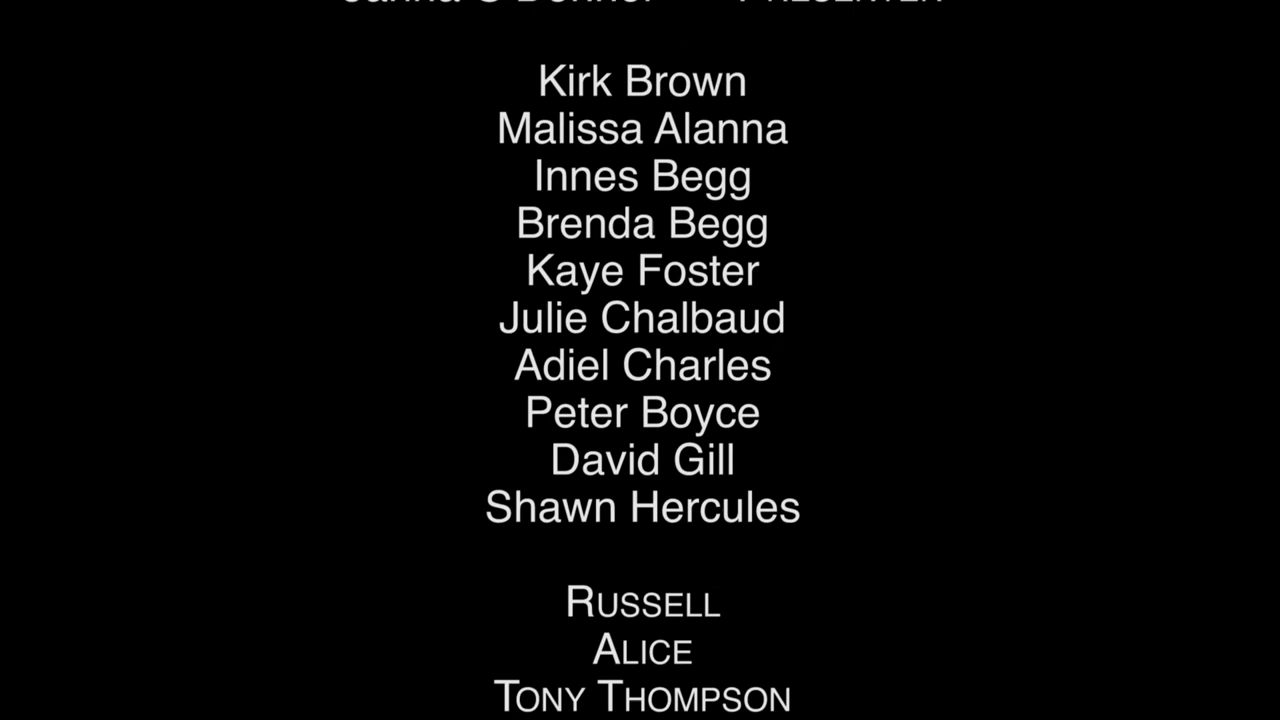 Kirk Brown
Malissa Alanna
Innes Begg
Brenda Begg
Kaye Foster
Julie Chalbaud
Adiel Charles
Peter Boyce
David Gill
Shawn Hercules
RUSSELL
ALICE
TONY THOMPSON